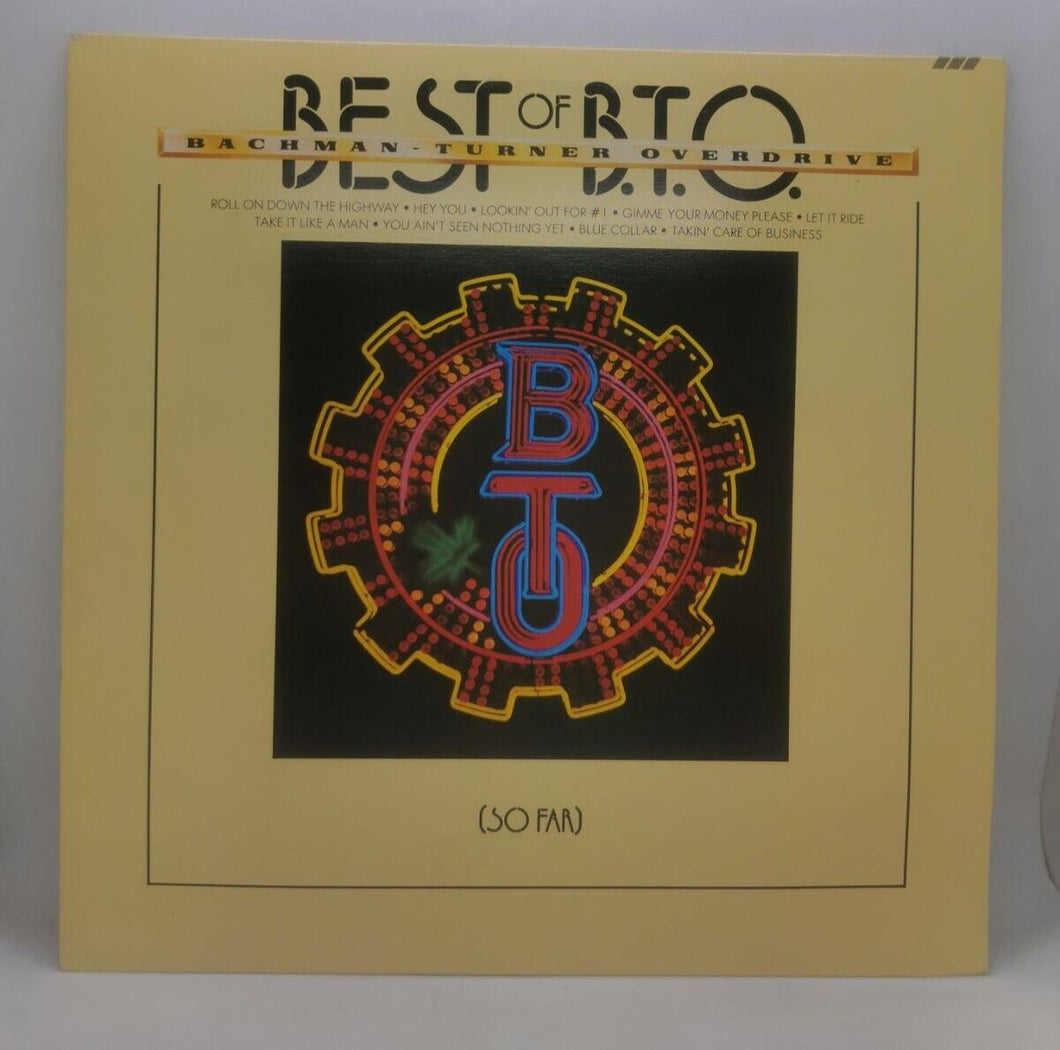 BEST OF B.T.O.
BACHMAN - TURNER OVERDRIVE
ROLL ON DOWN THE HIGHWAY • HEY YOU • LOOKIN' OUT FOR #1 • GIMME YOUR MONEY PLEASE • LET IT RIDE
TAKE IT LIKE A MAN • YOU AIN'T SEEN NOTHING YET • BLUE COLLAR • TAKIN' CARE OF BUSINESS
B
T
O
(SO FAR)